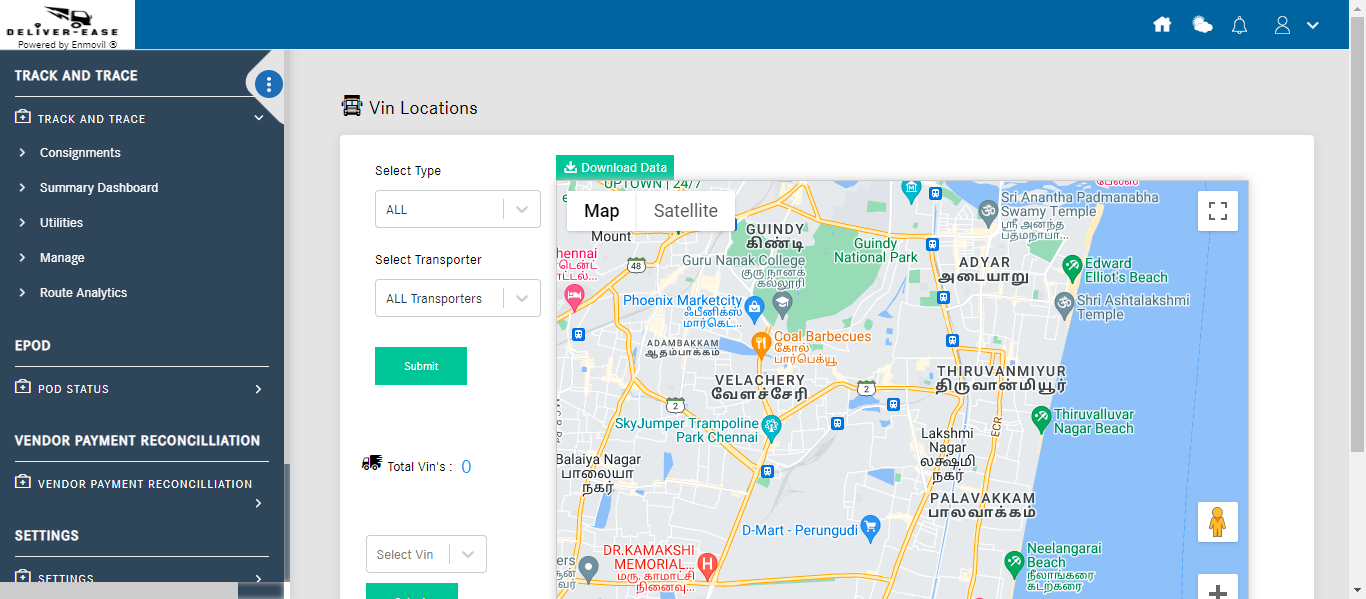 DELIVER-EASE
Powered by Enmovil ®
TRACK AND TRACE
TRACK AND TRACE
Consignments
Summary Dashboard
Utilities
Manage
Route Analytics
EPOD
POD STATUS
VENDOR PAYMENT RECONCILLIATION
VENDOR PAYMENT RECONCILLIATION
SETTINGS
SETTINGS
Vin Locations
Select Type
ALL
Select Transporter
ALL Transporters
Submit
Total Vin's : 0
Select Vin
Download Data
UPTOWN | 24/7
Map
Satellite
Mount
48
GUINDY
கிண்டி
Guru Nanak College
குரு நானக்
கல்லூரி
Guindy
National Park
Sri Anantha Padmanabha
Swamy Temple
ஸ்ரீ அனந்த
பத்மநாபா...
ADYAR
அடையாறு
Edward
Elliot's Beach
Shri Ashtalakshmi
Temple
hennai
Phoenix Marketcity
ஃபீனிக்ஸ்
மார்கெட்...
Coal Barbecues
கோல்
பார்பெக்யூ
ADAMBAKKAM
ஆதம்பாக்கம்
VELACHERY
வேளச்சேரி
2
2
THIRUVANMIYUR
திருவான்மியூர்
ECR
Thiruvalluvar
Nagar Beach
SkyJumper Trampoline
Park Chennai
Lakshmi
Nagar
லக்ஷ்மி
நகர்
Balaiya Nagar
பாலையா
நகர்
PALAVAKKAM
பாலவாக்கம்
D-Mart - Perungudi
DR.KAMAKSHI
MEMORIAL...
மரு. காமாட்சி
நினைவு...
ers
Neelangarai
Beach
நீலாங்கரை
கடற்கரை